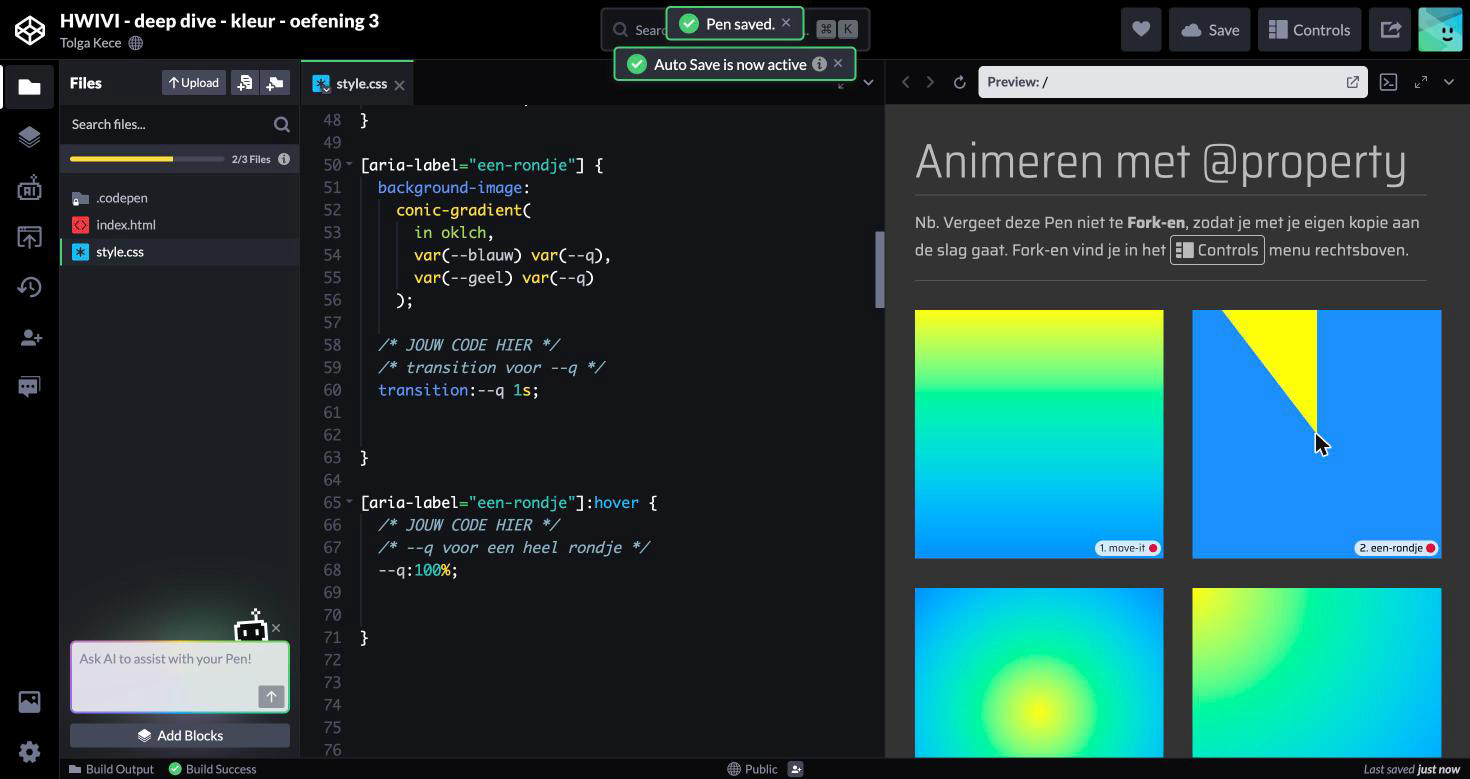 HWIVI - deep dive - kleur - oefening 3
Tolga Kece
Pen saved.
⌘ K
Auto Save is now active
Save
Controls
Files
Upload
style.css
Preview: /
Search files...
2/3 Files
.codepen
index.html
style.css
48 }
49
50 [aria-label="een-rondje"] {
51 background-image:
52 conic-gradient(
53 in oklch,
54 var(--blauw) var(--q),
55 var(--geel) var(--q)
56 );
57
58 /* JOUW CODE HIER */
59 /* transition voor --q */
60 transition:--q 1s;
61
62
63 }
64
65 [aria-label="een-rondje"]:hover {
66 /* JOUW CODE HIER */
67 /* --q voor een heel rondje */
68 --q:100%;
69
70
71 }
72
73
74
75
76
Animeren met @property
Nb. Vergeet deze Pen niet te Fork-en, zodat je met je eigen kopie aan
de slag gaat. Fork-en vind je in het Controls menu rechtsboven.
1. move-it
2. een-rondje
AI
Ask AI to assist with your Pen!
Add Blocks
Build Output
Build Success
Public
Last saved just now